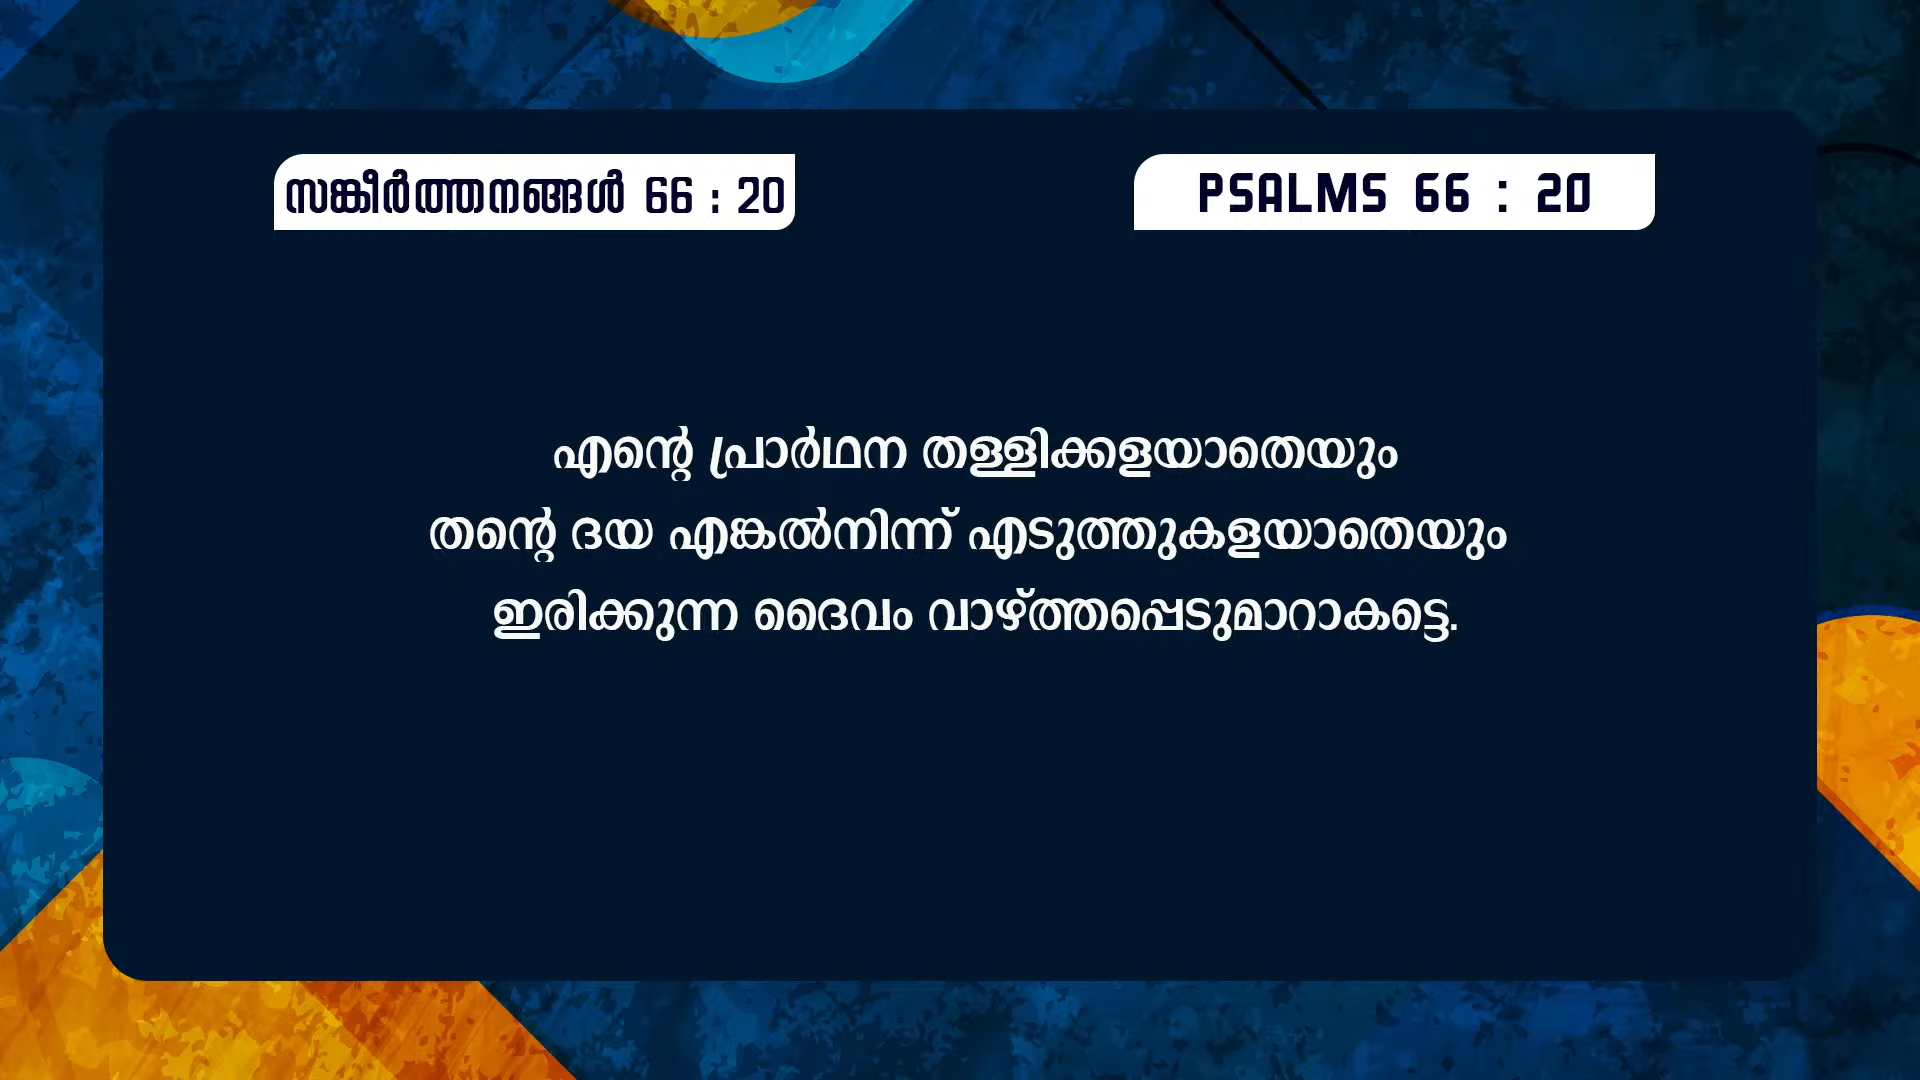 സങ്കീർത്തനങ്ങൾ 66 : 20
PSALMS 66 : 20
എന്റെ പ്രാർഥന തള്ളിക്കളയാതെയും
തന്റെ ദയ എങ്കൽനിന്ന് എടുത്തുകളയാതെയും
ഇരിക്കുന്ന ദൈവം വാഴ്ത്തപ്പെടുമാറാകട്ടെ.